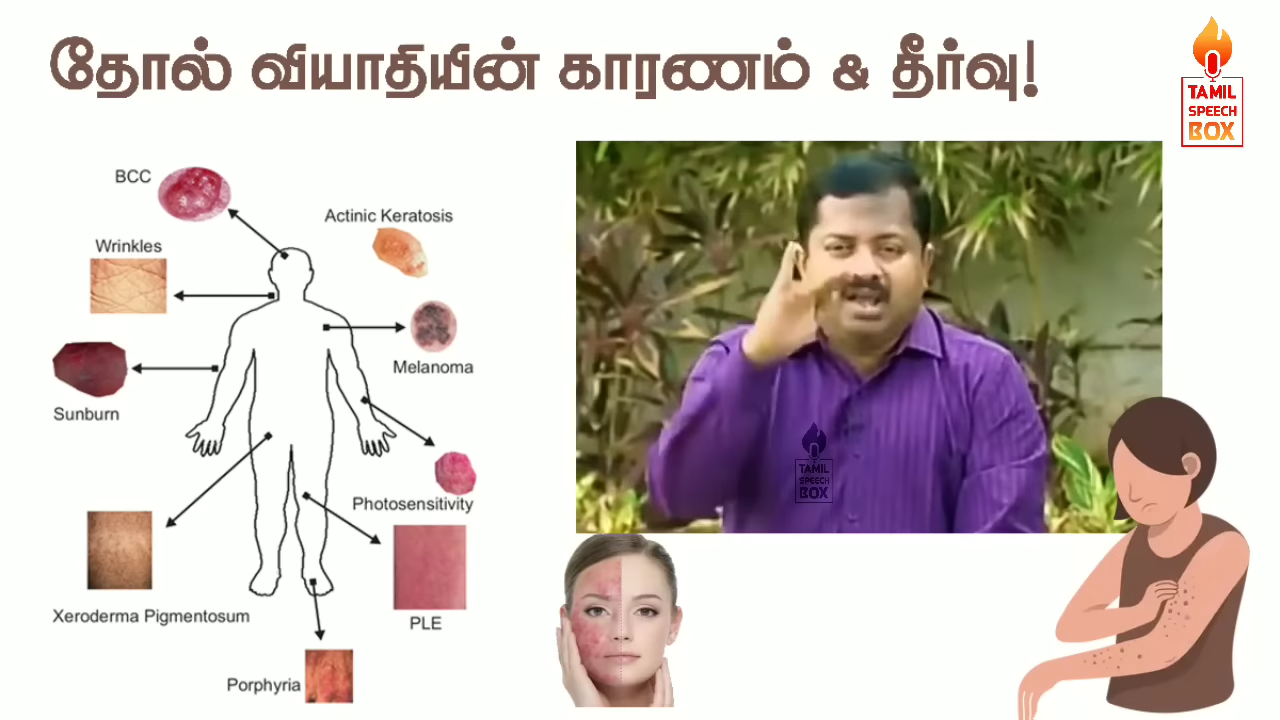 தோல் வியாதியின் காரணம் & தீர்வு!
TAMIL
SPEECH
BOX
BCC
Actinic Keratosis
Wrinkles
Melanoma
Sunburn
Photosensitivity
Xeroderma Pigmentosum
PLE
Porphyria
TAMIL
SPEECH
BOX